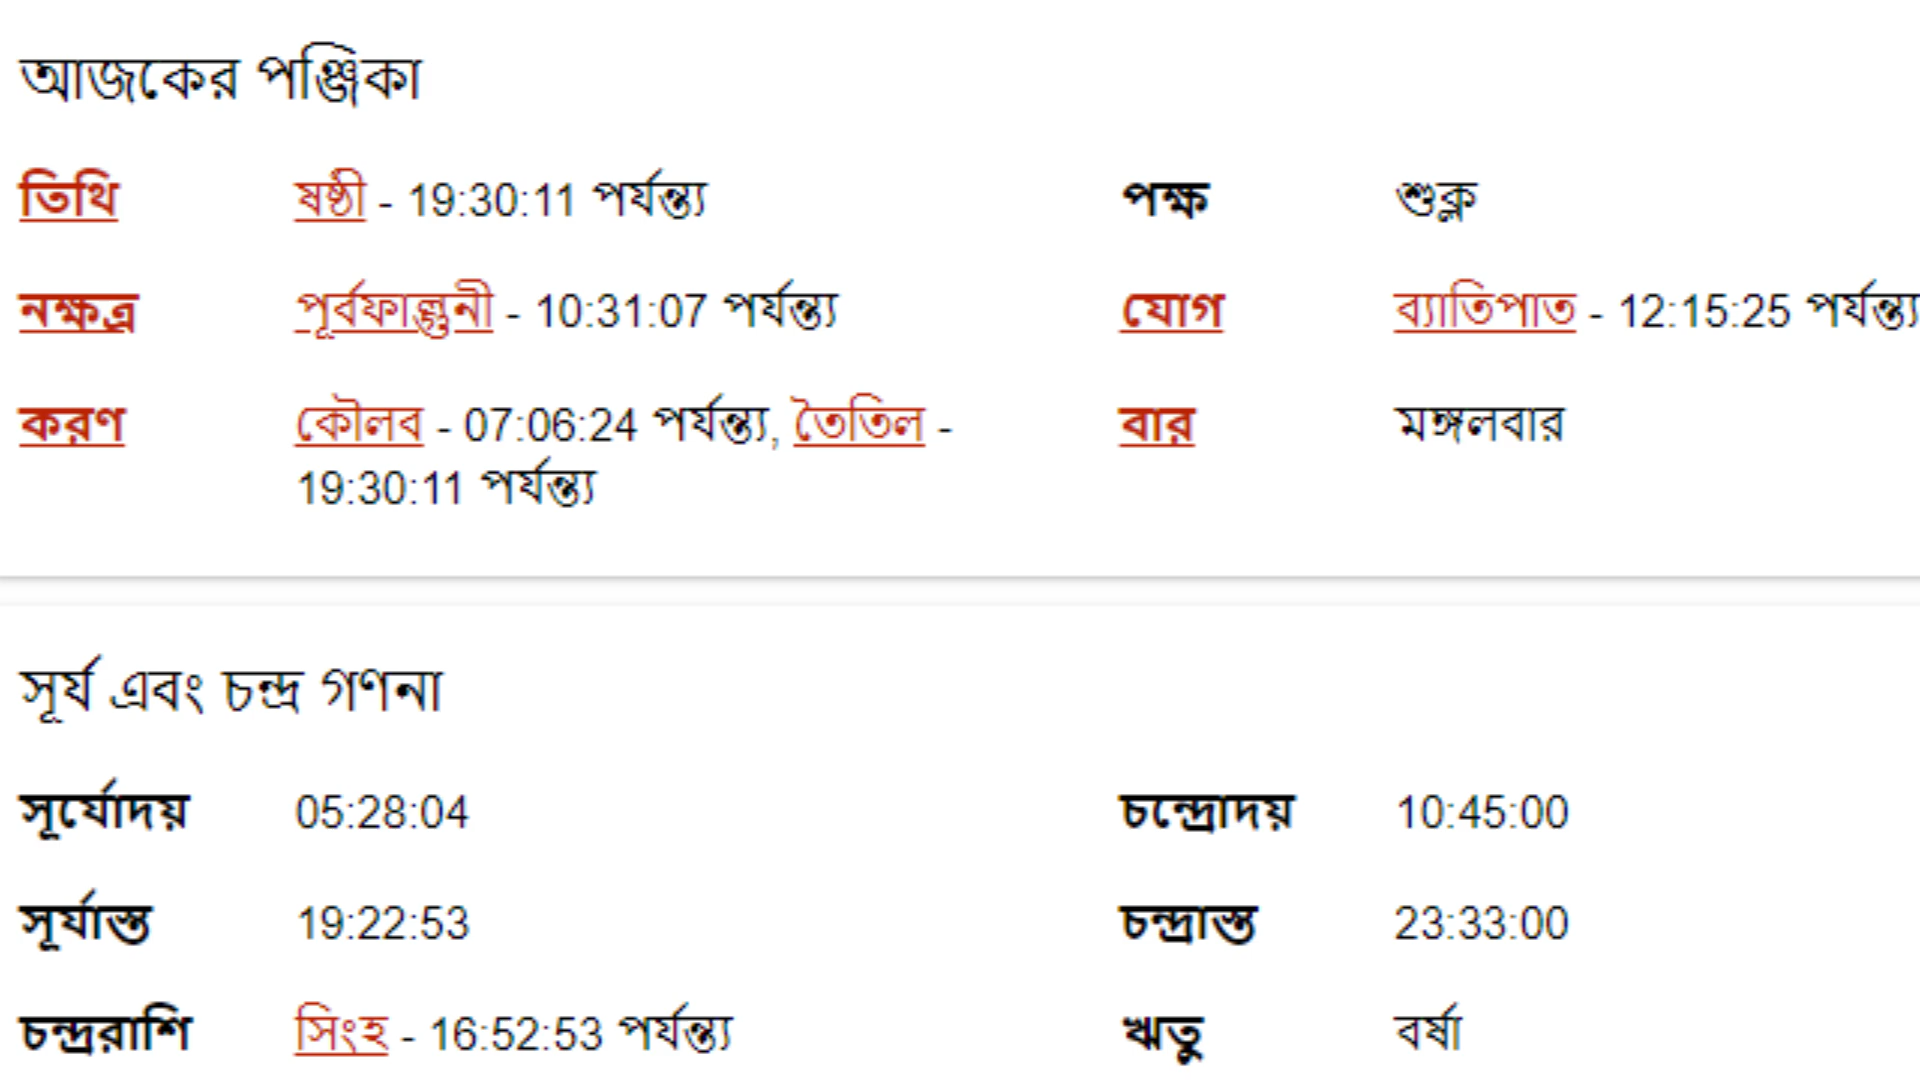 আজকের পঞ্জিকা
তিথি ষষ্ঠী - 19:30:11 পর্যন্ত্য পক্ষ শুক্ল
নক্ষত্র পূর্বফাল্গুনী - 10:31:07 পর্যন্ত্য যোগ ব্যাতিপাত - 12:15:25 পর্যন্ত্য
করণ কৌলব - 07:06:24 পর্যন্ত্য, তৈতিল - বার মঙ্গলবার
19:30:11 পর্যন্ত্য
সূর্য এবং চন্দ্র গণনা
সূর্যোদয় 05:28:04 চন্দ্রোদয় 10:45:00
সূর্যাস্ত 19:22:53 চন্দ্রাস্ত 23:33:00
চন্দ্ররাশি সিংহ - 16:52:53 পর্যন্ত্য ঋতু বর্ষা